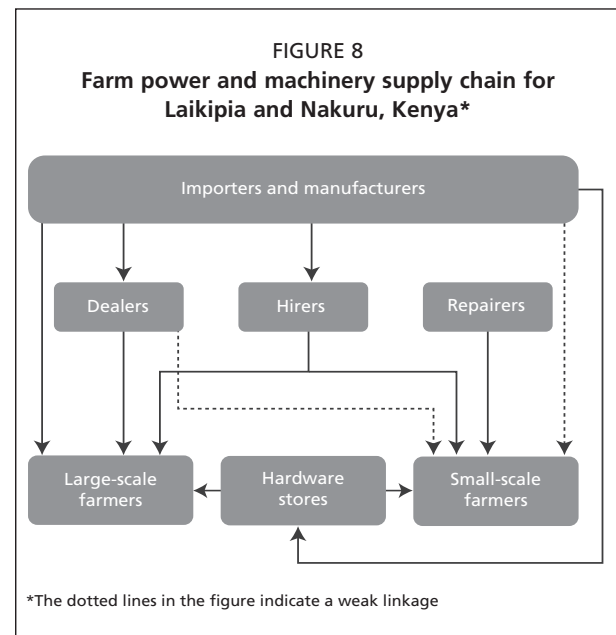 FIGURE 8
Farm power and machinery supply chain for
Laikipia and Nakuru, Kenya*
Importers and manufacturers
Dealers
Hirers
Repairers
Large-scale
farmers
Hardware
stores
Small-scale
farmers
*The dotted lines in the figure indicate a weak linkage